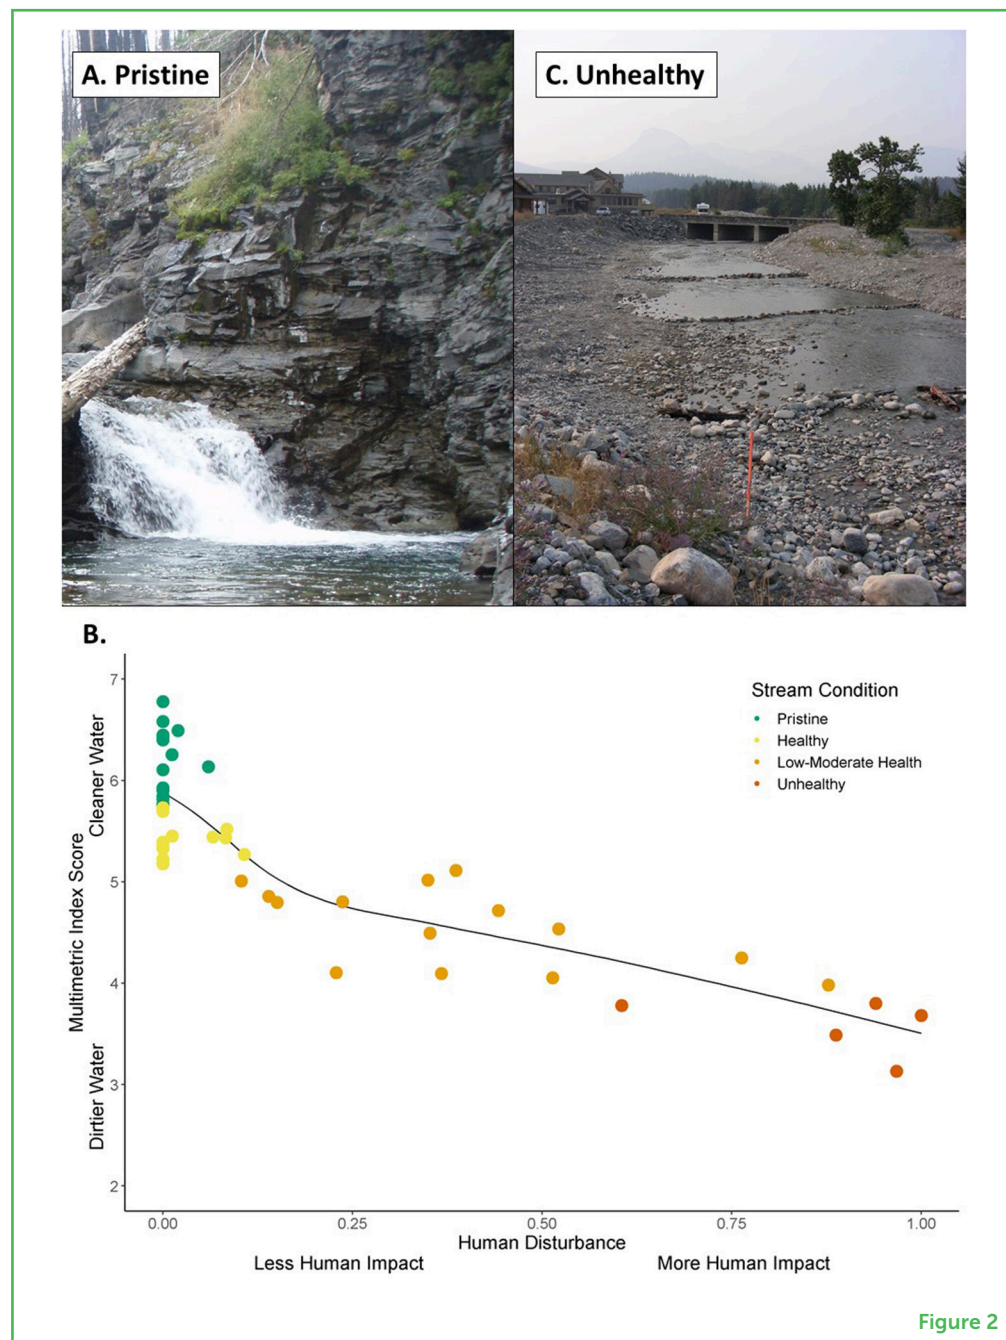 A. Pristine
C. Unhealthy
B.
7
6
5
4
3
2
Cleaner Water
Multimetric Index Score
Dirtier Water
Stream Condition
Pristine
Healthy
Low-Moderate Health
Unhealthy
0.00
0.25
0.50
0.75
1.00
Human Disturbance
Less Human Impact
More Human Impact
Figure 2